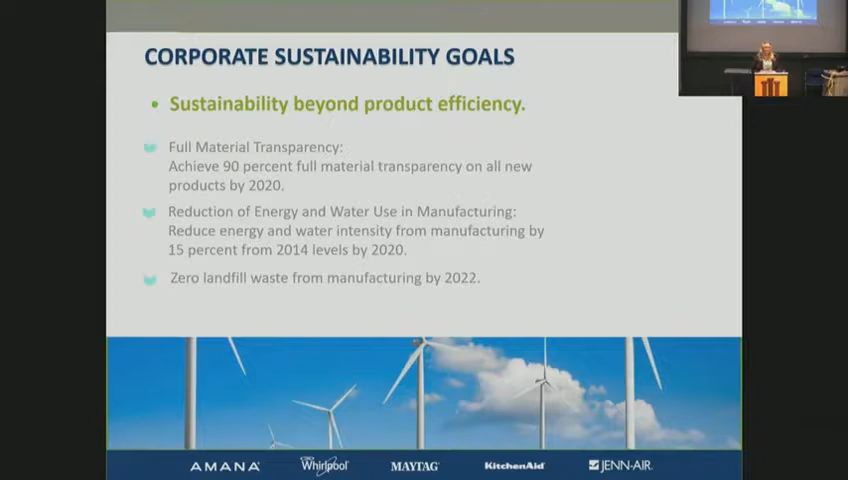 CORPORATE SUSTAINABILITY GOALS
• Sustainability beyond product efficiency.
Full Material Transparency:
Achieve 90 percent full material transparency on all new
products by 2020.
Reduction of Energy and Water Use in Manufacturing:
Reduce energy and water intensity from manufacturing by
15 percent from 2014 levels by 2020.
Zero landfill waste from manufacturing by 2022.
AMANA
Whirlpool
MAYTAG
KitchenAid
JENN-AIR